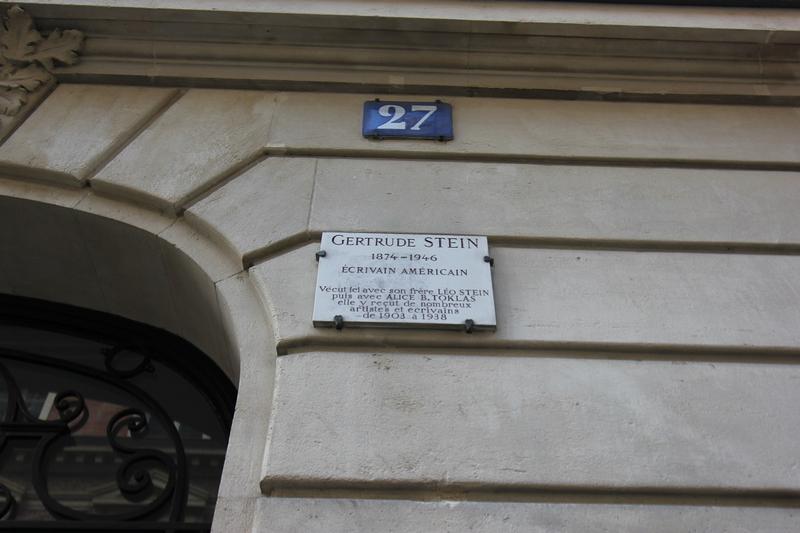 27
GERTRUDE STEIN
1874-1946
ÉCRIVAIN AMÉRICAIN
Vécut ici avec son frère LÉO STEIN
puis avec ALICE B. TOKLAS
elle y reçut de nombreux
artistes et écrivains
de 1903 à 1938